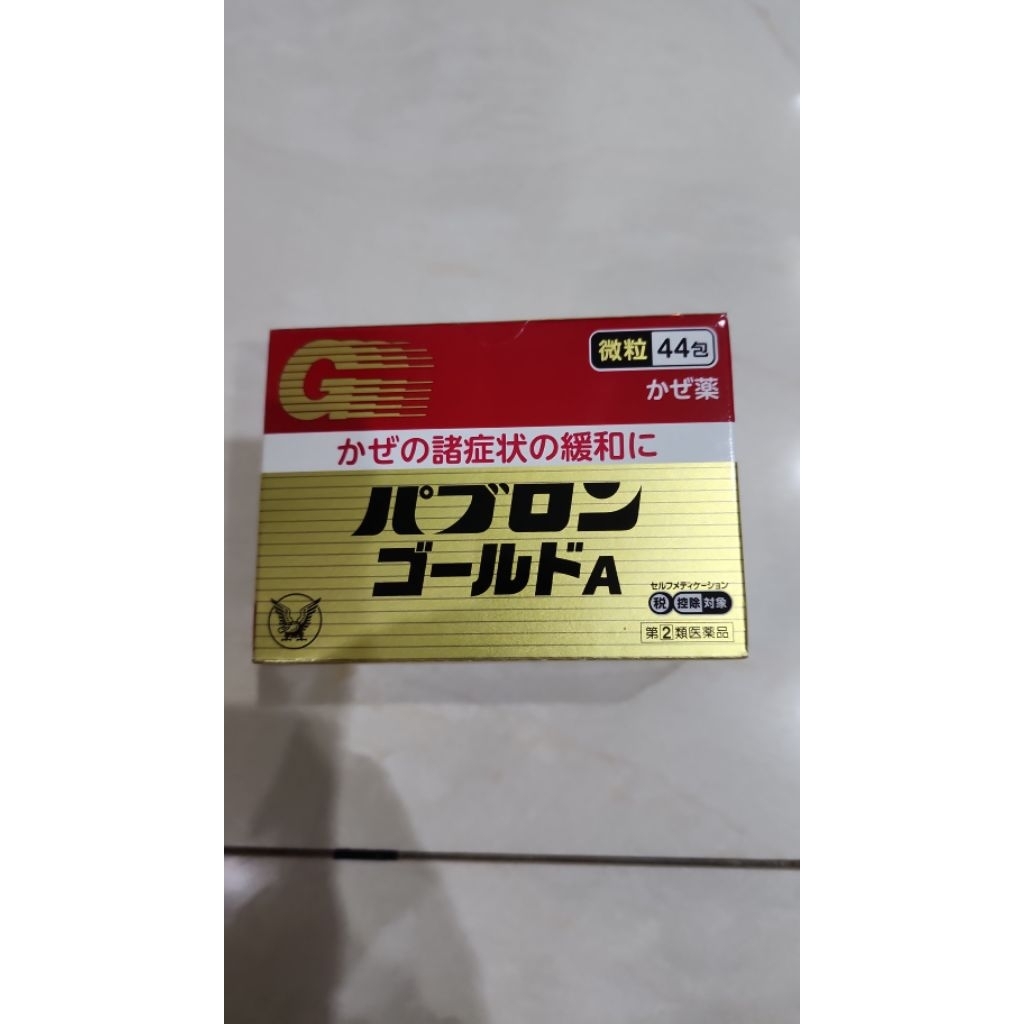 G
微粒 44包
かぜ薬
かぜの諸症状の緩和に
パブロン
ゴールドA
セルフメディケーション
税 控除 対象
第②類医薬品